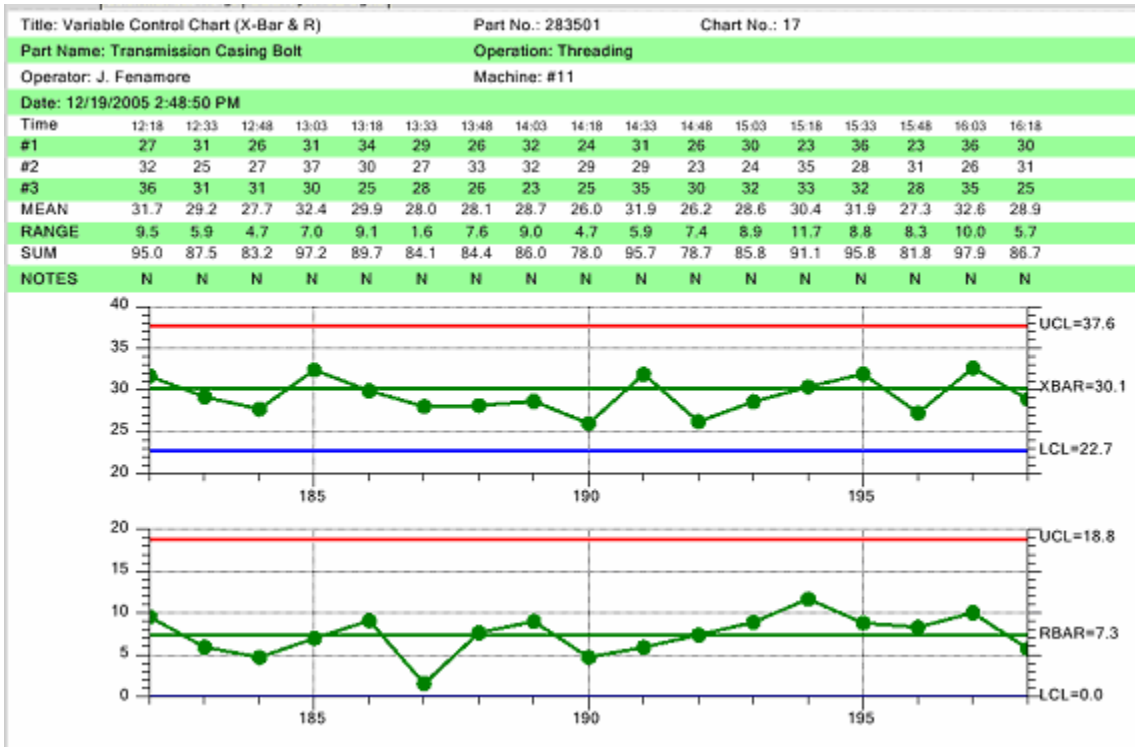 Title: Variable Control Chart (X-Bar & R) Part No.: 283501 Chart No.: 17
Part Name: Transmission Casing Bolt Operation: Threading
Operator: J. Fenamore Machine: #11
Date: 12/19/2005 2:48:50 PM
Time 12:18 12:33 12:48 13:03 13:18 13:33 13:48 14:03 14:18 14:33 14:48 15:03 15:18 15:33 15:48 16:03 16:18
#1 27 31 26 31 34 29 26 32 24 31 26 30 23 36 23 36 30
#2 32 25 27 37 30 27 33 32 29 29 23 24 35 28 31 26 31
#3 36 31 31 30 25 28 26 23 25 35 30 32 33 32 28 35 25
MEAN 31.7 29.2 27.7 32.4 29.9 28.0 28.1 28.7 26.0 31.9 26.2 28.6 30.4 31.9 27.3 32.6 28.9
RANGE 9.5 5.9 4.7 7.0 9.1 1.6 7.6 9.0 4.7 5.9 7.4 8.9 11.7 8.8 8.3 10.0 5.7
SUM 95.0 87.5 83.2 97.2 89.7 84.1 84.4 86.0 78.0 95.7 78.7 85.8 91.1 95.8 81.8 97.9 86.7
NOTES N N N N N N N N N N N N N N N N N
40
UCL=37.6
35
30 XBAR=30.1
25
LCL=22.7
20
185 190 195
20
UCL=18.8
15
10
RBAR=7.3
5
0 LCL=0.0
185 190 195